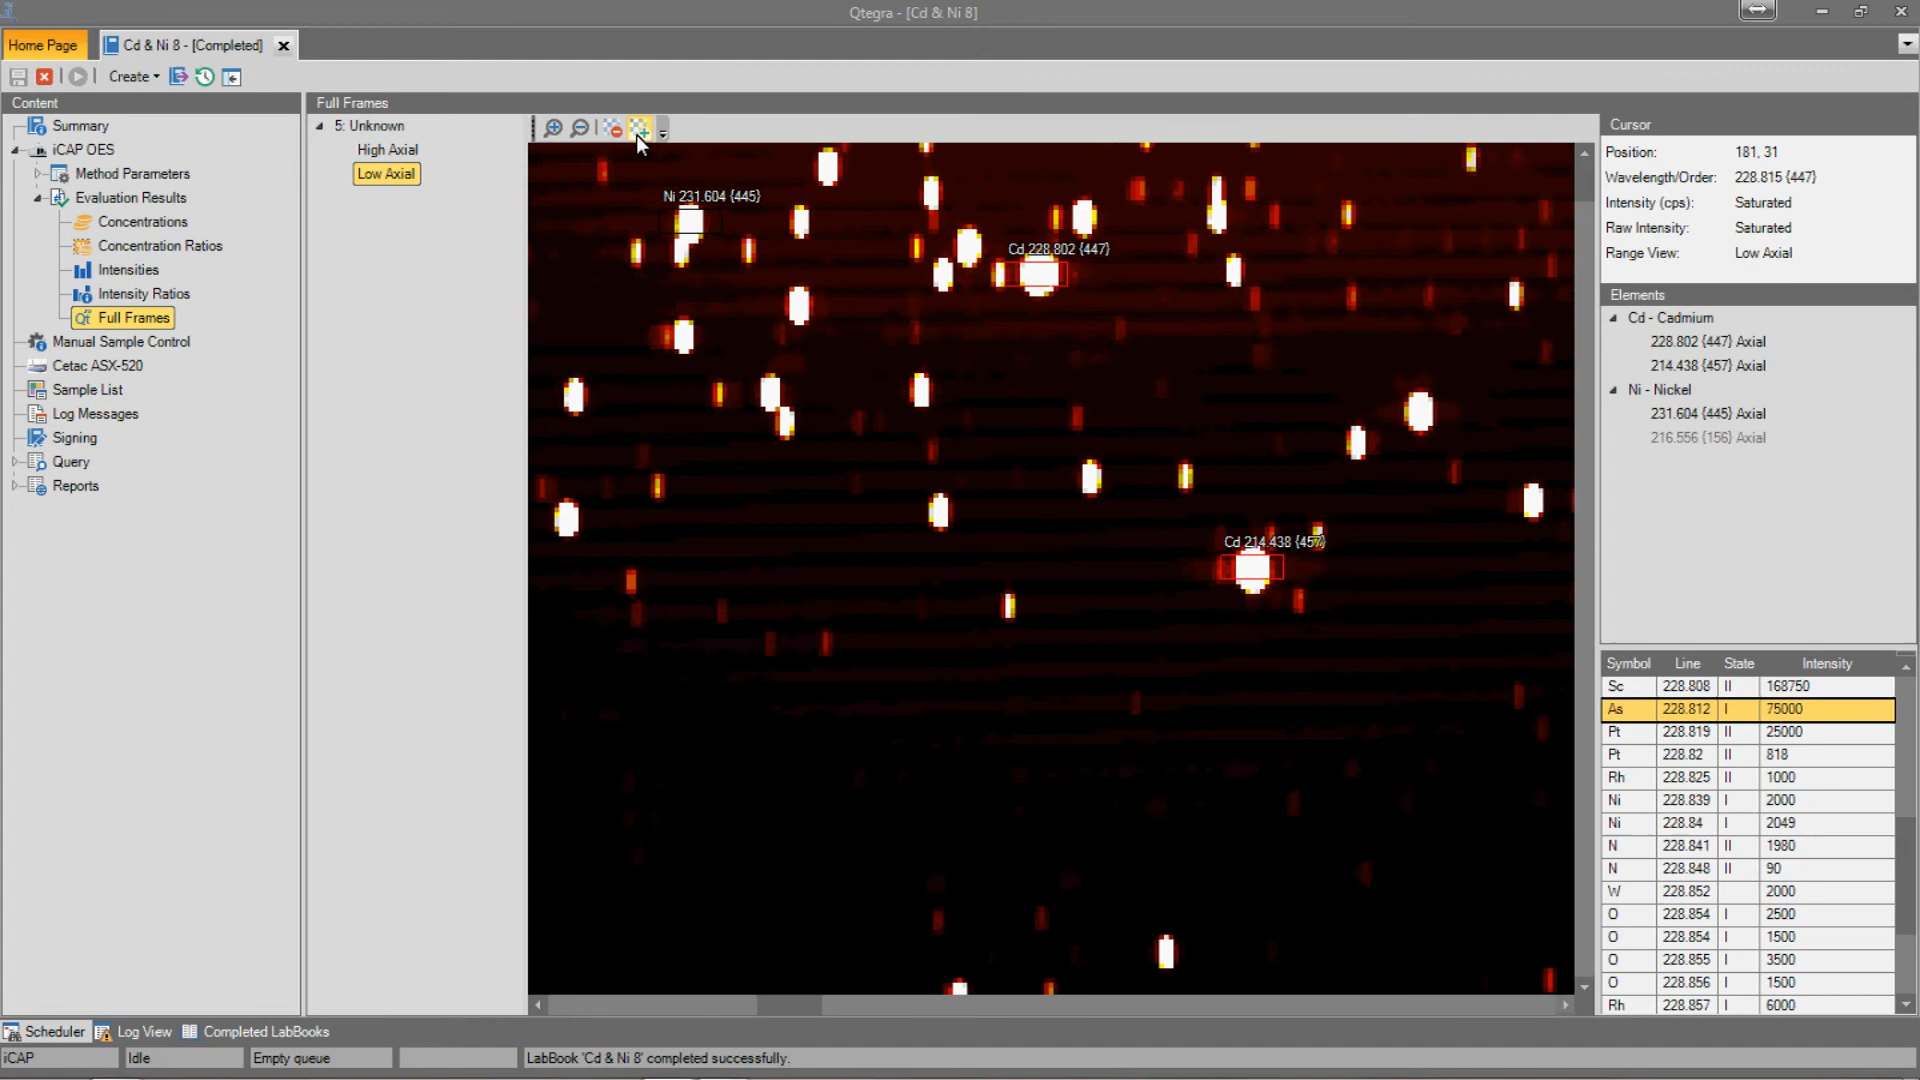 Qtegra - [Cd & Ni 8]
Home Page
Cd & Ni 8 - [Completed]
Create
Content
Summary
iCAP OES
Method Parameters
Evaluation Results
Concentrations
Concentration Ratios
Intensities
Intensity Ratios
Full Frames
Manual Sample Control
Cetac ASX-520
Sample List
Log Messages
Signing
Query
Reports
Full Frames
5: Unknown
High Axial
Low Axial
Ni 231.604 {445}
Cd 228.802 {447}
Cd 214.438 {457}
Cursor
Position: 181, 31
Wavelength/Order: 228.815 {447}
Intensity (cps): Saturated
Raw Intensity: Saturated
Range View: Low Axial
Elements
Cd - Cadmium
228.802 {447} Axial
214.438 {457} Axial
Ni - Nickel
231.604 {445} Axial
216.556 {156} Axial
Symbol Line State Intensity
Sc 228.808 II 168750
As 228.812 I 75000
Pt 228.819 II 25000
Pt 228.82 II 818
Rh 228.825 II 1000
Ni 228.839 I 2000
Ni 228.84 I 2049
N 228.841 II 1980
N 228.848 II 90
W 228.852 2000
O 228.854 I 2500
O 228.854 I 1500
O 228.855 I 3500
O 228.856 I 1500
Rh 228.857 I 6000
Scheduler Log View Completed LabBooks
iCAP Idle Empty queue LabBook 'Cd & Ni 8' completed successfully.